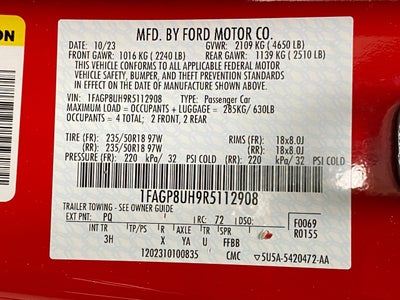 ION
MFD. BY FORD MOTOR CO.
DATE: 10/23 GVWR: 2109 KG ( 4650 LB)
FRONT GAWR: 1016 KG ( 2240 LB) REAR GAWR: 1139 KG ( 2510 LB)
THIS VEHICLE CONFORMS TO ALL APPLICABLE FEDERAL MOTOR
VEHICLE SAFETY, BUMPER, AND THEFT PREVENTION STANDARDS
IN EFFECT ON THE DATE OF MANUFACTURE SHOWN ABOVE.
VIN: 1FAGP8UH9R5112908 TYPE: Passenger Car
MAXIMUM LOAD = OCCUPANTS + LUGGAGE = 285KG/ 630LB
OCCUPANTS = 4 TOTAL; 2 FRONT, 2 REAR
TIRE (FR): 235/50R18 97W RIMS (FR): 18x8.0J
(RR): 235/50R18 97W (RR): 18x8.0J
PRESSURE (FR): 220 kPa/ 32 PSI COLD (RR): 220 kPa/ 32 PSI COLD
1FAGP8UH9R5112908
TRAILER TOWING - SEE OWNER GUIDE
EXT PNT: PQ RC: 72 DSO: F0069
R0155
INT TR TP/PS R AXLE TR SPR
3H X YA U FFBB
1202310100835 CMC 5U5A-5420472-AA